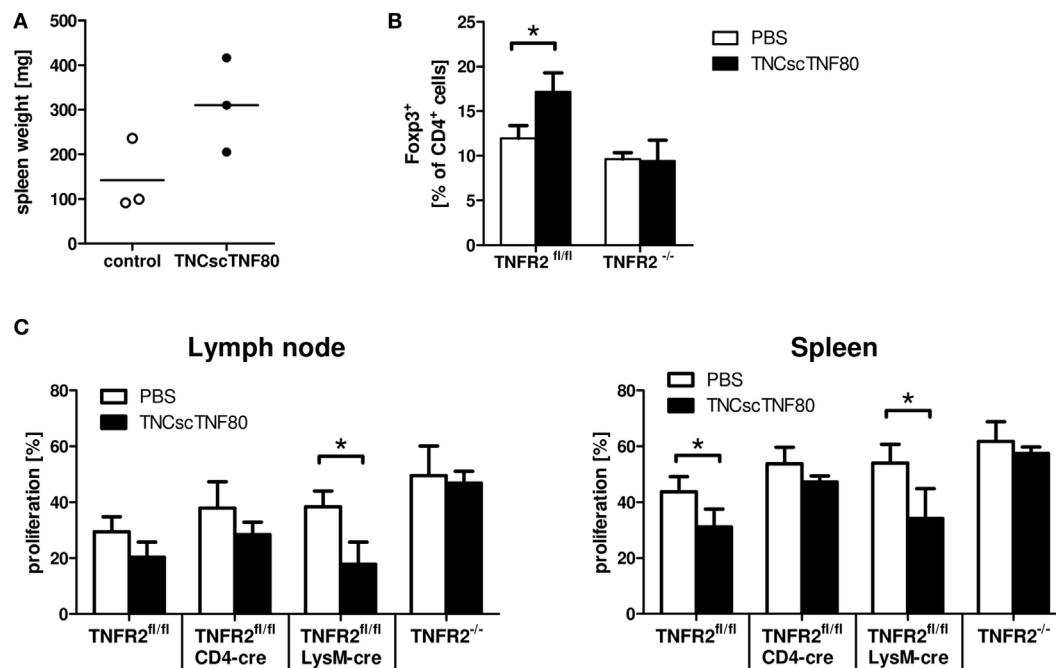 A
spleen weight [mg]
500
400
300
200
100
0
control
TNCscTNF80
B
Foxp3+
[% of CD4+ cells]
25
20
15
10
5
0
*
PBS
TNCscTNF80
TNFR2 fl/fl
TNFR2 -/-
C
Lymph node
proliferation [%]
80
60
40
20
0
PBS
TNCscTNF80
*
TNFR2fl/fl
TNFR2fl/fl
CD4-cre
TNFR2fl/fl
LysM-cre
TNFR2-/-
Spleen
proliferation [%]
80
60
40
20
0
PBS
TNCscTNF80
*
*
TNFR2fl/fl
TNFR2fl/fl
CD4-cre
TNFR2fl/fl
LysM-cre
TNFR2-/-